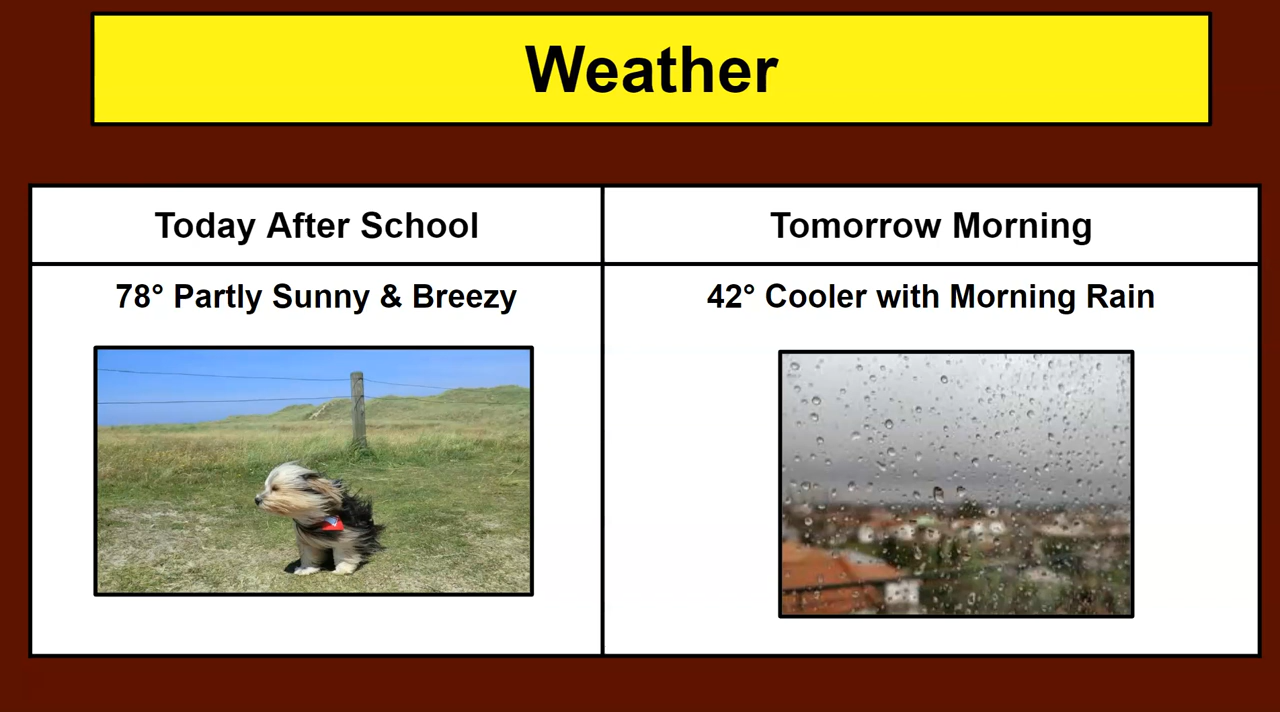 Weather
Today After School
Tomorrow Morning
78° Partly Sunny & Breezy
42° Cooler with Morning Rain